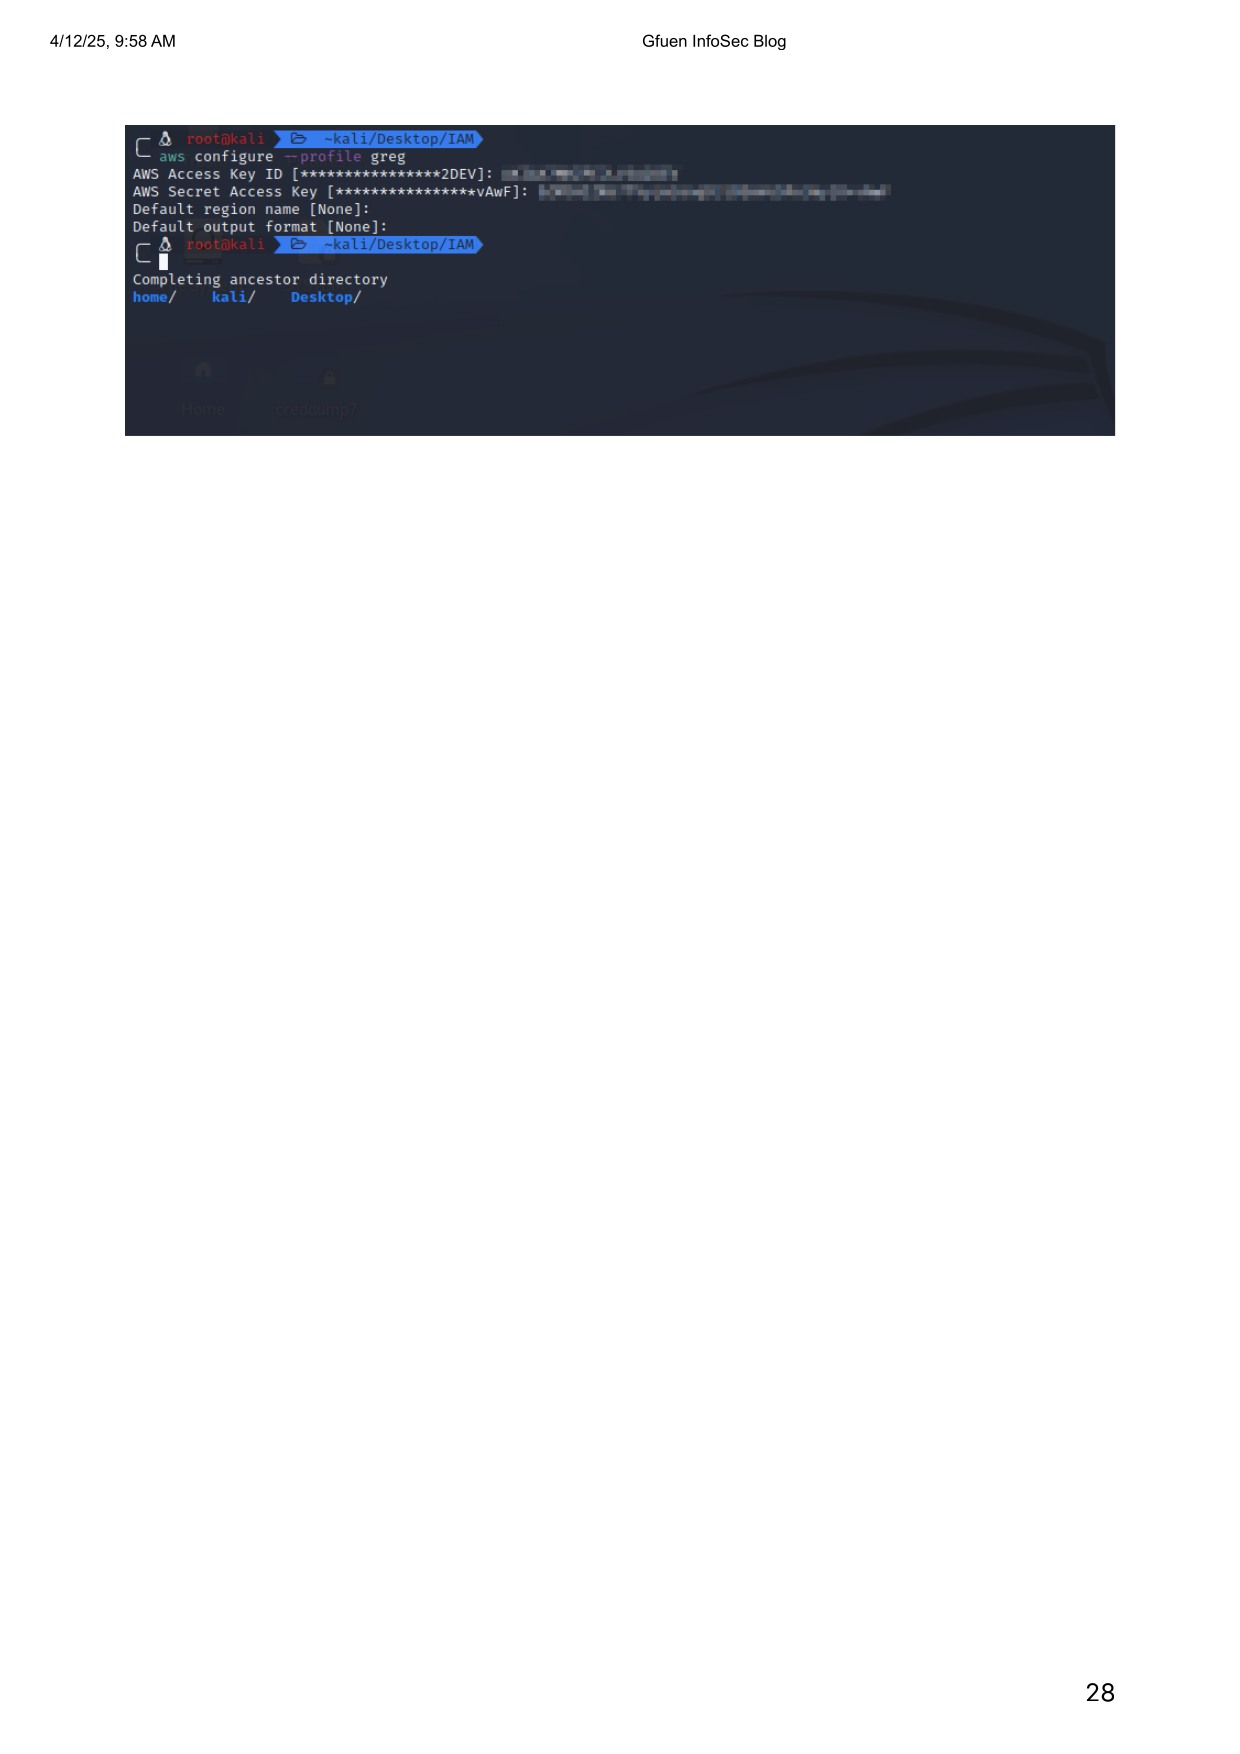 4/12/25, 9:58 AM
Gfuen InfoSec Blog
root@kali ~kali/Desktop/IAM
aws configure --profile greg
AWS Access Key ID [****************2DEV]:
AWS Secret Access Key [****************vAwF]:
Default region name [None]:
Default output format [None]:
root@kali ~kali/Desktop/IAM
Completing ancestor directory
home/ kali/ Desktop/
Home creddump7
28